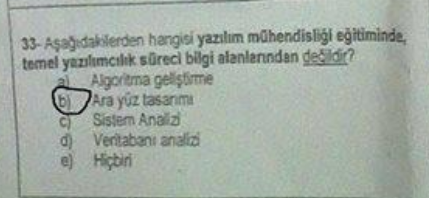 33- Aşağıdakilerden hangisi yazılım mühendisliği eğitiminde,
temel yazılımcılık süreci bilgi alanlarından değildir?
a) Algoritma geliştirme
b) Ara yüz tasarımı
c) Sistem Analizi
d) Veritabanı analizi
e) Hiçbiri